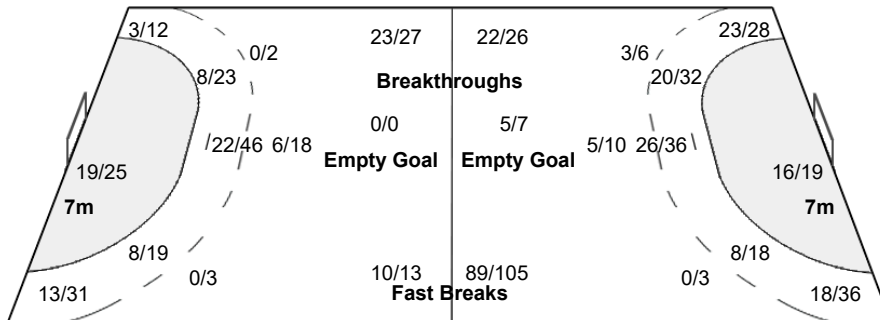 3/12 23/27 22/26 23/28
0/2 3/6
8/23 Breakthroughs 20/32
0/0 5/7
22/46 6/18 5/10 26/36
Empty Goal Empty Goal
19/25 16/19
7m 7m
8/19 8/18
0/3 10/13 89/105 0/3
13/31 Fast Breaks 18/36